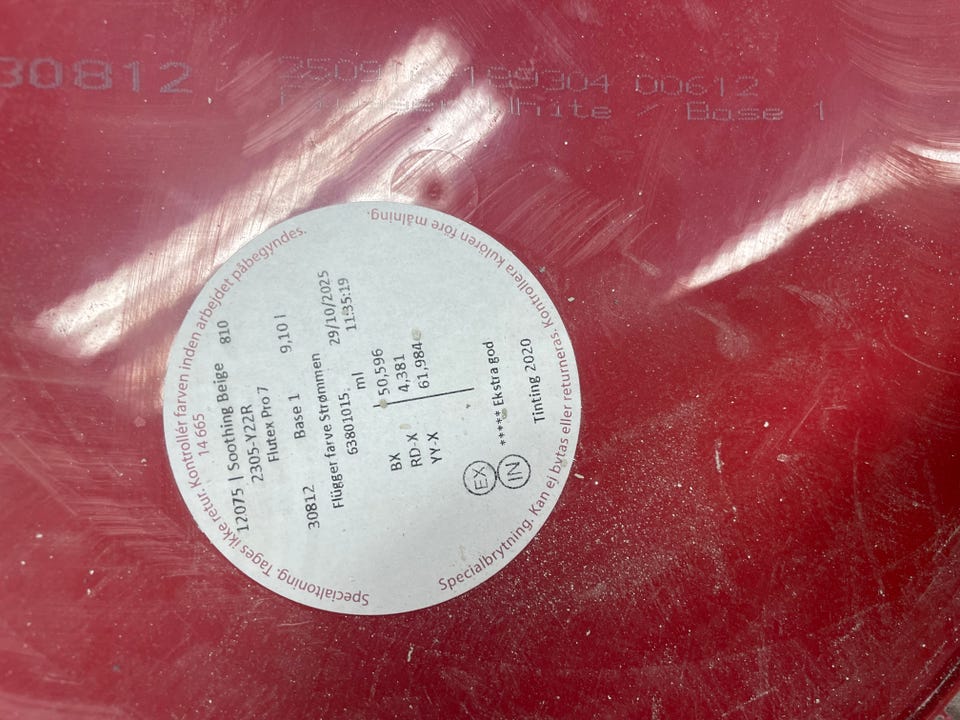 30812
00612
White / Base 1
Specialtoning. Tages ikke retur. Kontrollér farven inden arbejdet påbegyndes.
14 665
12075 | Soothing Beige 810
2305-Y22R
Flutex Pro 7
Base 1 9,10 l
30812
Flügger farve Strømmen 29/10/2025
63801015. 11:35:19
ml
BX 50,596
RD-X 4,381
YY-X 61,984
EX ***** Ekstra god
IN
Tinting 2020
Specialbrytning. Kan ej bytas eller returneras. Kontrollera kulören före målning.